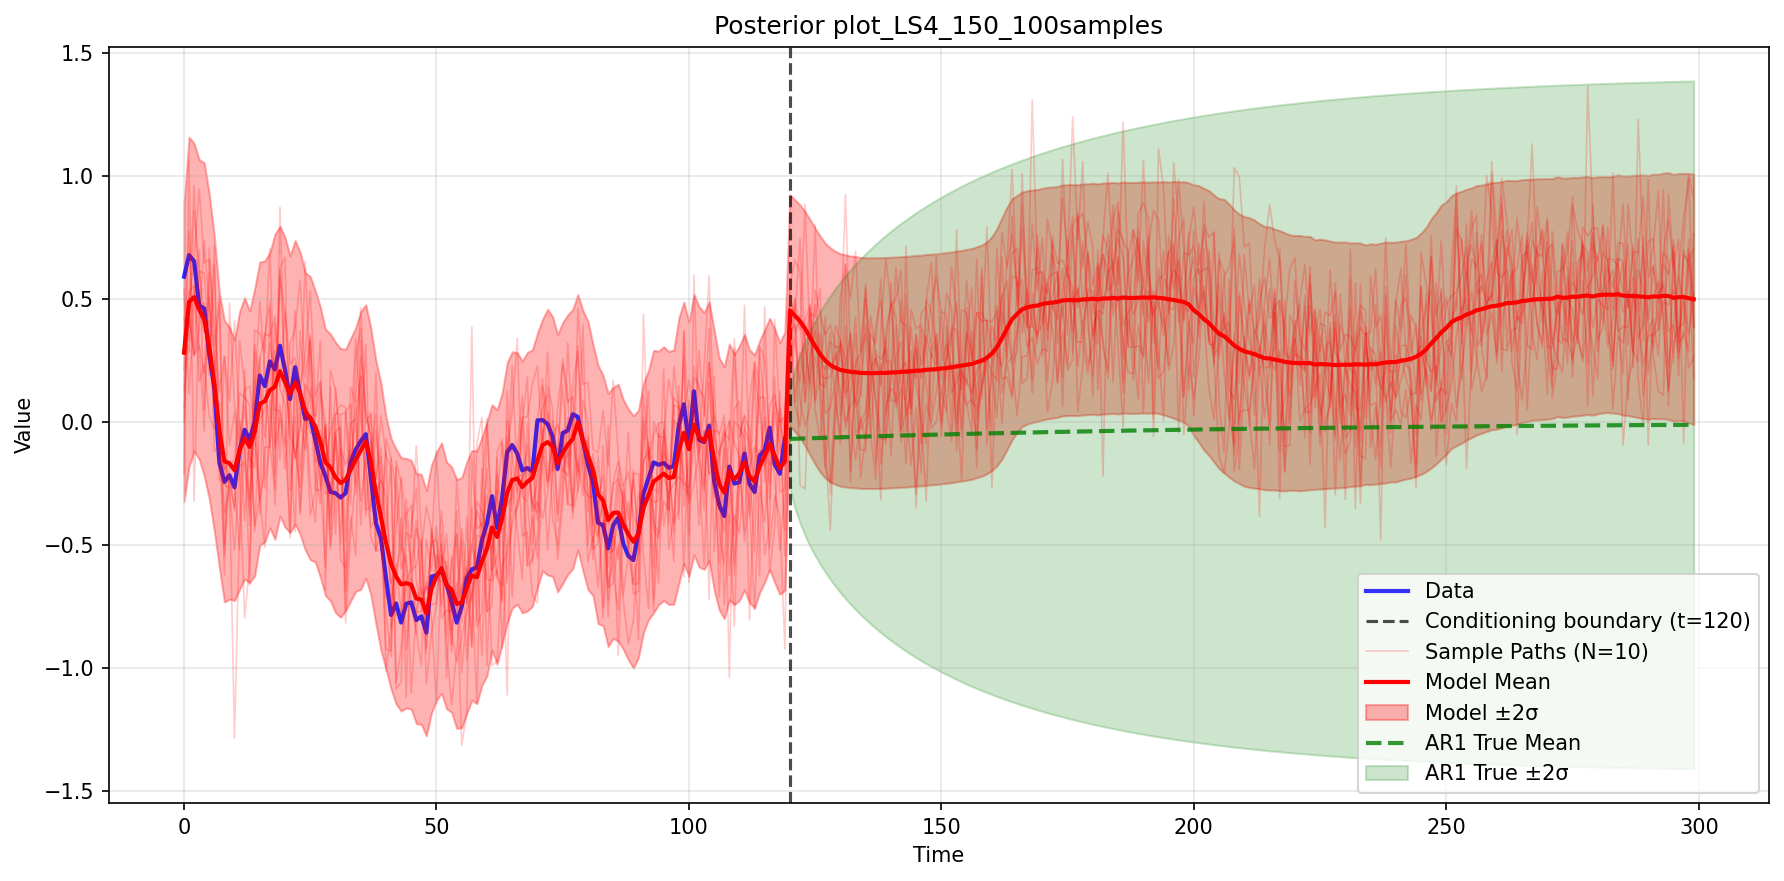 Posterior plot_LS4_150_100samples
Value
1.5
1.0
0.5
0.0
−0.5
−1.0
−1.5
Data
Conditioning boundary (t=120)
Sample Paths (N=10)
Model Mean
Model ±2σ
AR1 True Mean
AR1 True ±2σ
0 50 100 150 200 250 300
Time